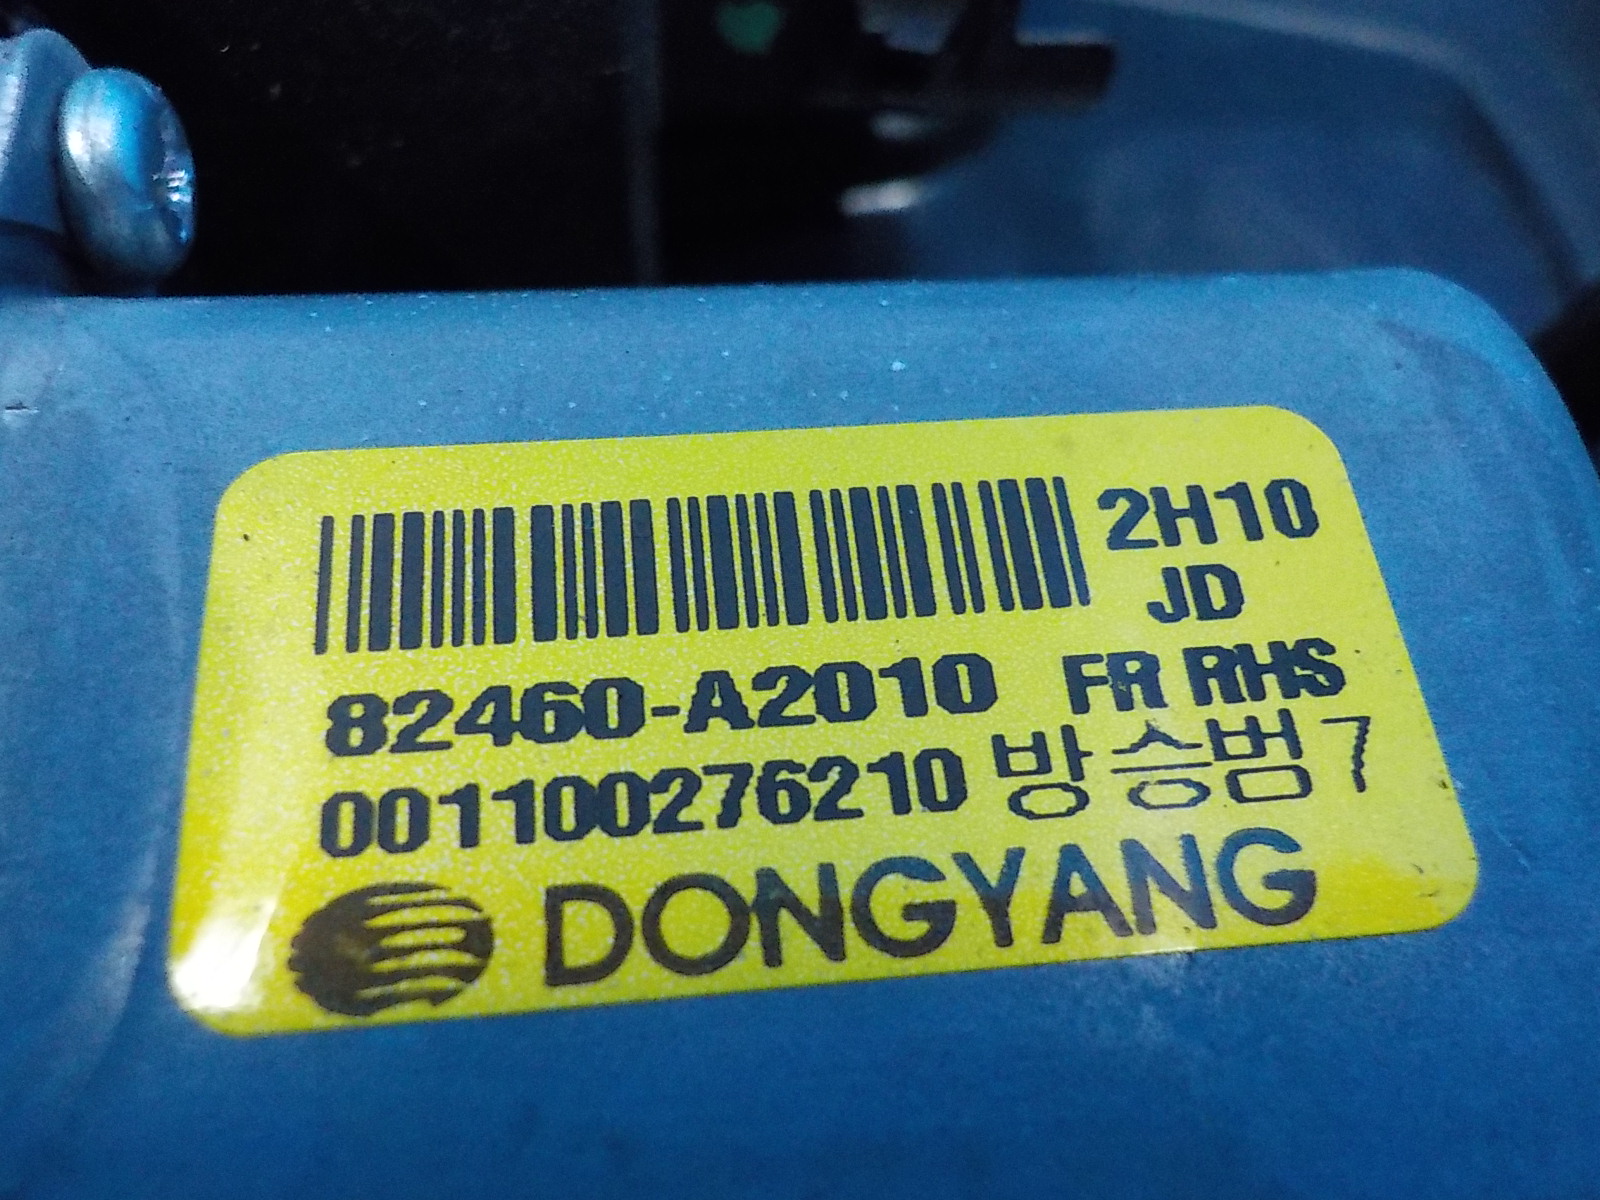 2H10
JD
82460-A2010 FR RHS
001100276210 방승범 7
DONGYANG